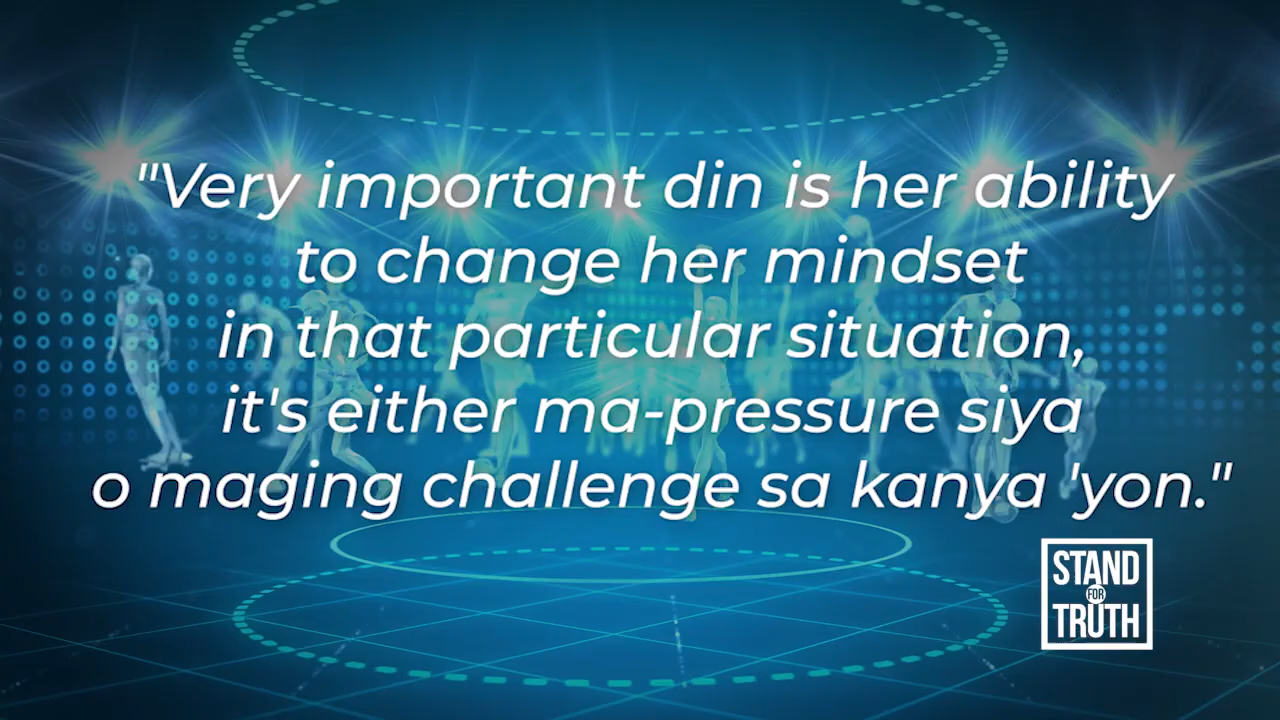 "Very important din is her ability
to change her mindset
in that particular situation,
it's either ma-pressure siya
o maging challenge sa kanya 'yon."
STAND
FOR
TRUTH